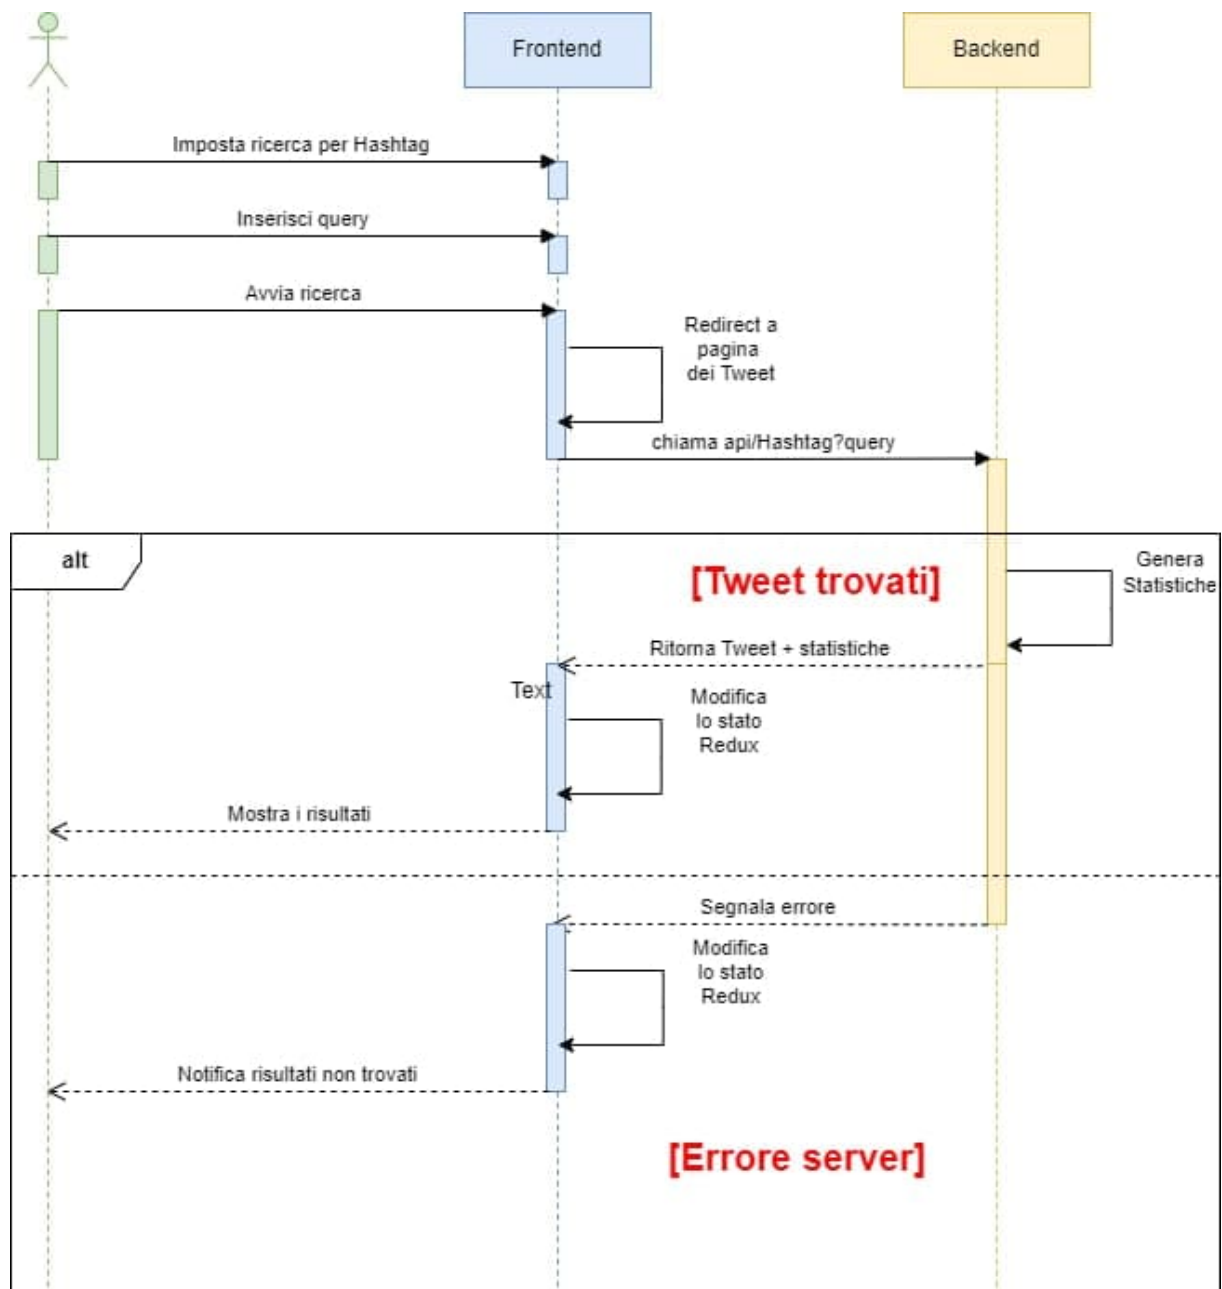 Frontend
Backend
Imposta ricerca per Hashtag
Inserisci query
Avvia ricerca
Redirect a
pagina
dei Tweet
chiama api/Hashtag?query
alt
[Tweet trovati]
Genera
Statistiche
Ritorna Tweet + statistiche
Text
Modifica
lo stato
Redux
Mostra i risultati
Segnala errore
Modifica
lo stato
Redux
Notifica risultati non trovati
[Errore server]